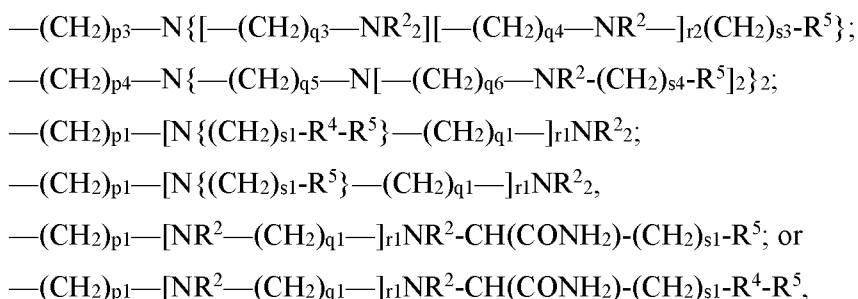 —(CH₂)p3—N{[—(CH₂)q3—NR²₂][—(CH₂)q4—NR²—]r2(CH₂)s3-R⁵};
—(CH₂)p4—N{—(CH₂)q5—N[—(CH₂)q6—NR²-(CH₂)s4-R⁵]₂}₂;
—(CH₂)p1—[N{(CH₂)s1-R⁴-R⁵}—(CH₂)q1—]r1NR²₂;
—(CH₂)p1—[N{(CH₂)s1-R⁵}—(CH₂)q1—]r1NR²₂,
—(CH₂)p1—[NR²—(CH₂)q1—]r1NR²-CH(CONH₂)-(CH₂)s1-R⁵; or
—(CH₂)p1—[NR²—(CH₂)q1—]r1NR²-CH(CONH₂)-(CH₂)s1-R⁴-R⁵,